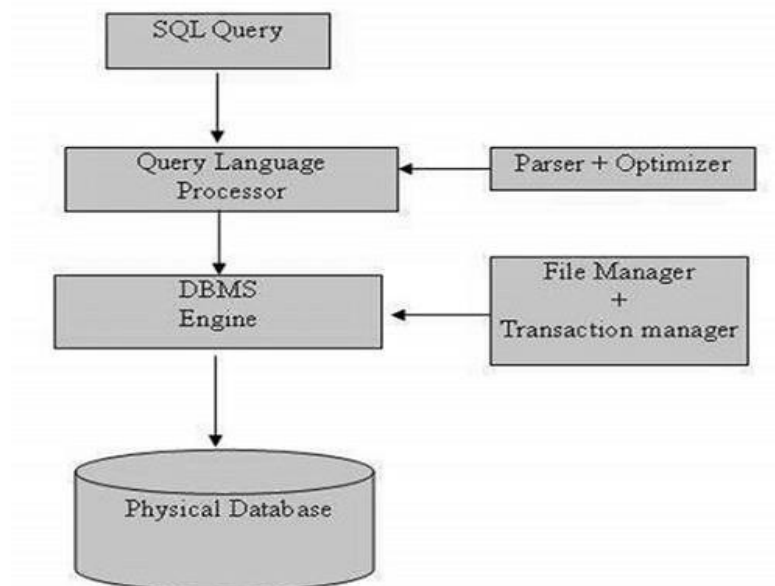 SQL Query
Query Language
Processor
Parser + Optimizer
DBMS
Engine
File Manager
+
Transaction manager
Physical Database